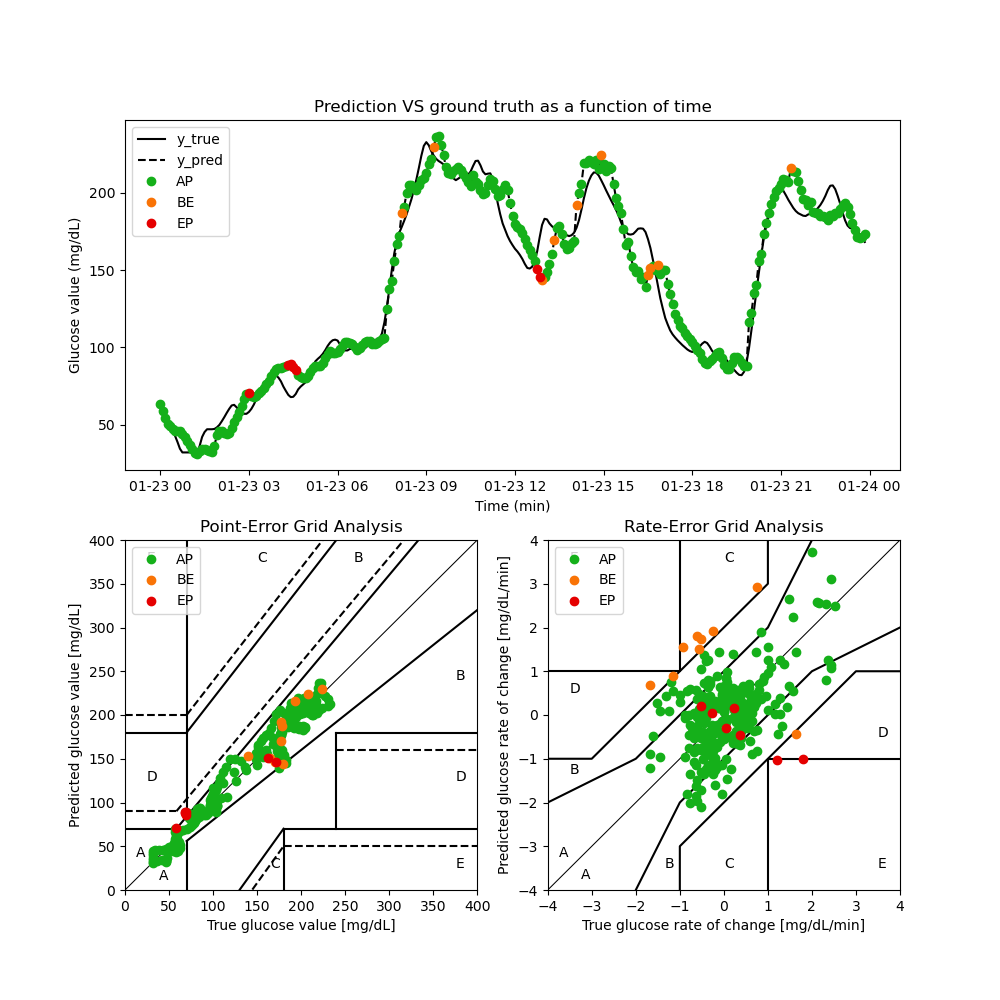 Prediction VS ground truth as a function of time
Glucose value (mg/dL)
200
150
100
50
y_true
y_pred
AP
BE
EP
01-23 00 01-23 03 01-23 06 01-23 09 01-23 12 01-23 15 01-23 18 01-23 21 01-24 00
Time (min)
Point-Error Grid Analysis
Predicted glucose value [mg/dL]
400
350
300
250
200
150
100
50
0
AP
BE
EP
C
B
B
D
D
A
A
C
E
0 50 100 150 200 250 300 350 400
True glucose value [mg/dL]
Rate-Error Grid Analysis
Predicted glucose rate of change [mg/dL/min]
4
3
2
1
0
−1
−2
−3
−4
AP
BE
EP
C
D
D
B
A
A
B
C
E
−4 −3 −2 −1 0 1 2 3 4
True glucose rate of change [mg/dL/min]